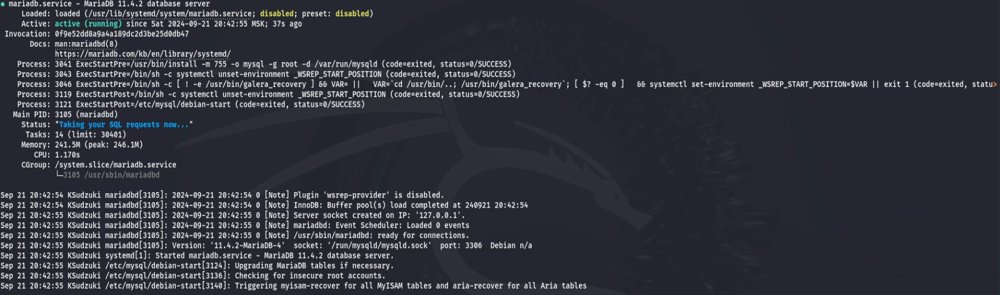 ● mariadb.service - MariaDB 11.4.2 database server
Loaded: loaded (/usr/lib/systemd/system/mariadb.service; disabled; preset: disabled)
Active: active (running) since Sat 2024-09-21 20:42:55 MSK; 37s ago
Invocation: 0f9e52dd8a9a4a189dc2d3be25d0db47
Docs: man:mariadbd(8)
https://mariadb.com/kb/en/library/systemd/
Process: 3041 ExecStartPre=/usr/bin/install -m 755 -o mysql -g root -d /var/run/mysqld (code=exited, status=0/SUCCESS)
Process: 3043 ExecStartPre=/bin/sh -c systemctl unset-environment _WSREP_START_POSITION (code=exited, status=0/SUCCESS)
Process: 3046 ExecStartPre=/bin/sh -c [ ! -e /usr/bin/galera_recovery ] && VAR= ||   VAR=`cd /usr/bin/..; /usr/bin/galera_recovery`; [ $? -eq 0 ]   && systemctl set-environment _WSREP_START_POSITION=$VAR || exit 1 (code=exited, statu>
Process: 3119 ExecStartPost=/bin/sh -c systemctl unset-environment _WSREP_START_POSITION (code=exited, status=0/SUCCESS)
Process: 3121 ExecStartPost=/etc/mysql/debian-start (code=exited, status=0/SUCCESS)
Main PID: 3105 (mariadbd)
Status: "Taking your SQL requests now..."
Tasks: 14 (limit: 30401)
Memory: 241.5M (peak: 246.1M)
CPU: 1.170s
CGroup: /system.slice/mariadb.service
└─3105 /usr/sbin/mariadbd
Sep 21 20:42:54 KSudzuki mariadbd[3105]: 2024-09-21 20:42:54 0 [Note] Plugin 'wsrep-provider' is disabled.
Sep 21 20:42:54 KSudzuki mariadbd[3105]: 2024-09-21 20:42:54 0 [Note] InnoDB: Buffer pool(s) load completed at 240921 20:42:54
Sep 21 20:42:55 KSudzuki mariadbd[3105]: 2024-09-21 20:42:55 0 [Note] Server socket created on IP: '127.0.0.1'.
Sep 21 20:42:55 KSudzuki mariadbd[3105]: 2024-09-21 20:42:55 0 [Note] mariadbd: Event Scheduler: Loaded 0 events
Sep 21 20:42:55 KSudzuki mariadbd[3105]: 2024-09-21 20:42:55 0 [Note] /usr/sbin/mariadbd: ready for connections.
Sep 21 20:42:55 KSudzuki mariadbd[3105]: Version: '11.4.2-MariaDB-4'  socket: '/run/mysqld/mysqld.sock'  port: 3306  Debian n/a
Sep 21 20:42:55 KSudzuki systemd[1]: Started mariadb.service - MariaDB 11.4.2 database server.
Sep 21 20:42:55 KSudzuki /etc/mysql/debian-start[3124]: Upgrading MariaDB tables if necessary.
Sep 21 20:42:55 KSudzuki /etc/mysql/debian-start[3136]: Checking for insecure root accounts.
Sep 21 20:42:55 KSudzuki /etc/mysql/debian-start[3140]: Triggering myisam-recover for all MyISAM tables and aria-recover for all Aria tables